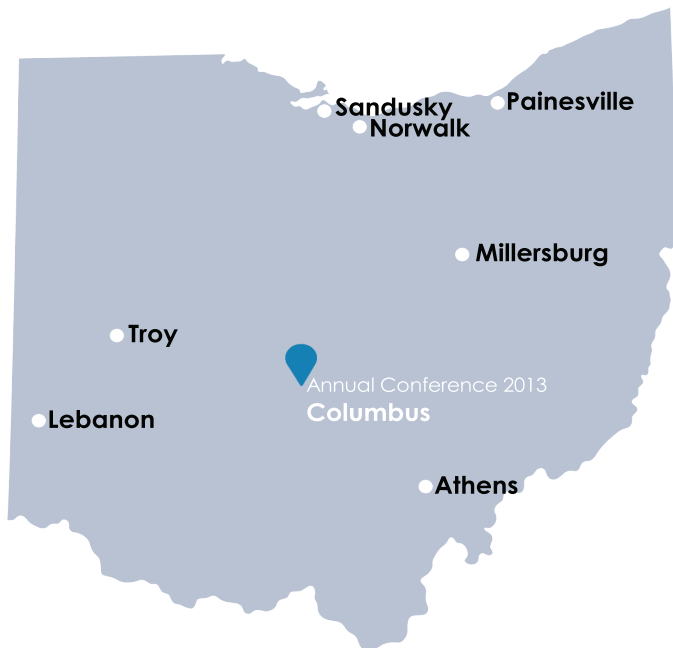 Sandusky
Painesville
Norwalk
Millersburg
Troy
Annual Conference 2013
Columbus
Lebanon
Athens